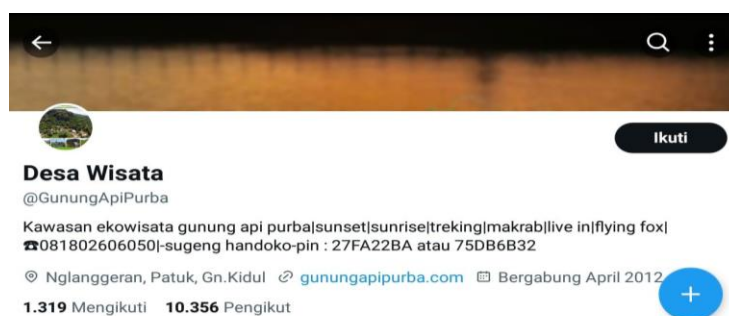 Ikuti
Desa Wisata
@GunungApiPurba
Kawasan ekowisata gunung api purba|sunset|sunrise|treking|makrab|live in|flying fox|
☎081802606050|-sugeng handoko-pin : 27FA22BA atau 75DB6B32
Nglanggeran, Patuk, Gn.Kidul gunungapipurba.com Bergabung April 2012
1.319 Mengikuti 10.356 Pengikut